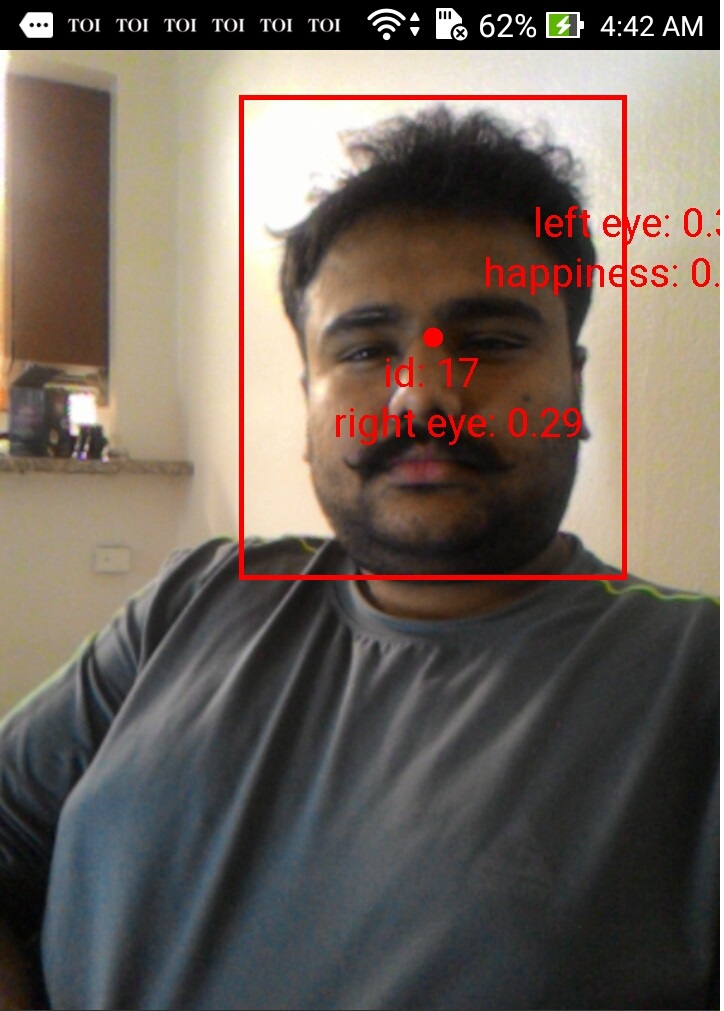 TOI TOI TOI TOI TOI TOI 62% 4:42 AM
left eye: 0.3
happiness: 0.
id: 17
right eye: 0.29